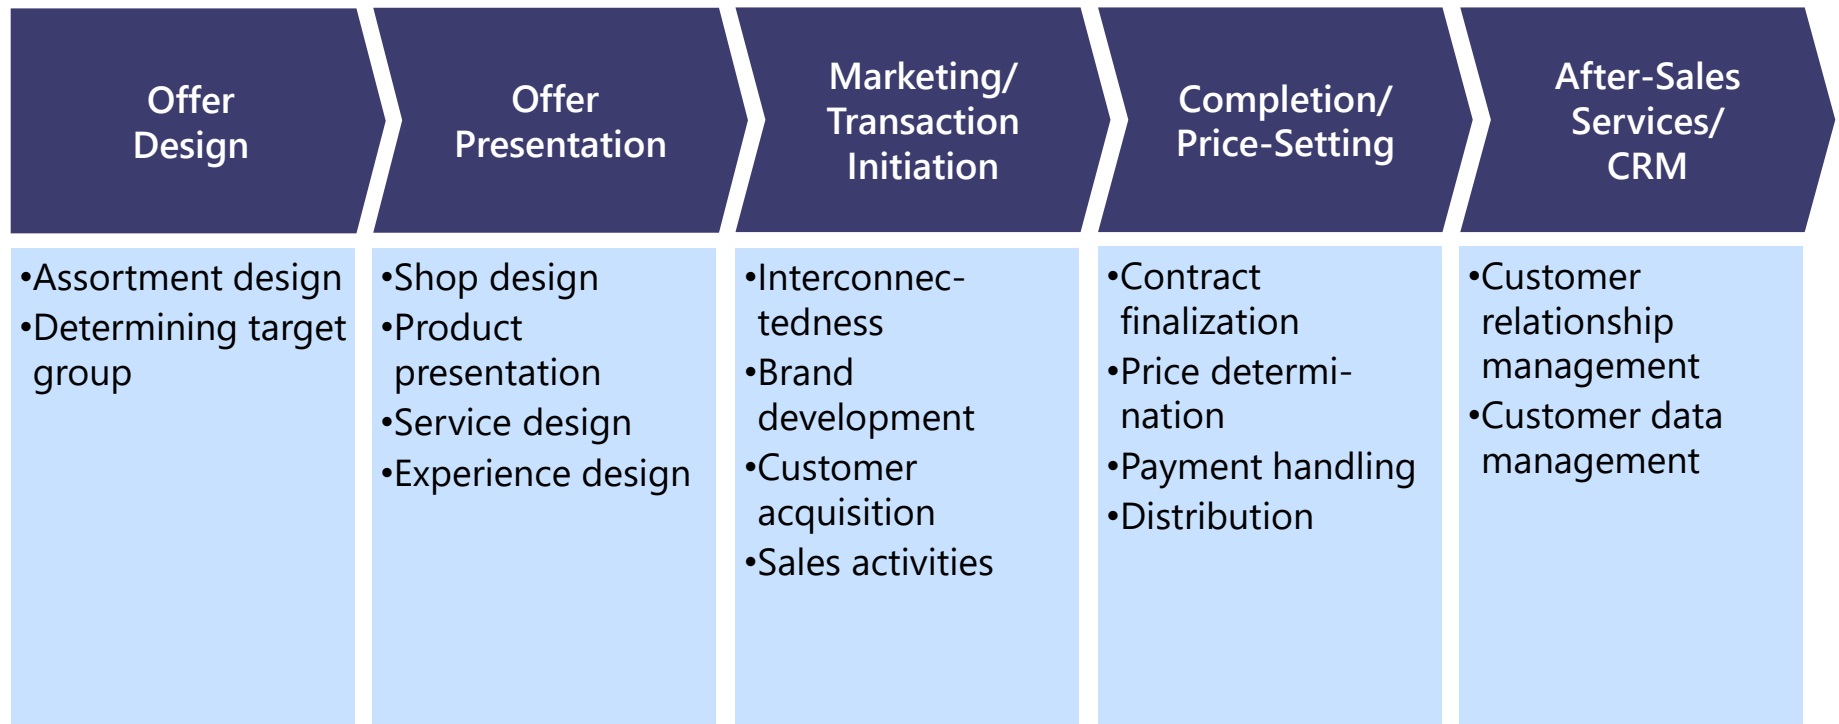 Offer
Design
Offer
Presentation
Marketing/
Transaction
Initiation
Completion/
Price-Setting
After-Sales
Services/
CRM
•Assortment design
•Determining target
group
•Shop design
•Product
presentation
•Service design
•Experience design
•Interconnec-
tedness
•Brand
development
•Customer
acquisition
•Sales activities
•Contract
finalization
•Price determi-
nation
•Payment handling
•Distribution
•Customer
relationship
management
•Customer data
management